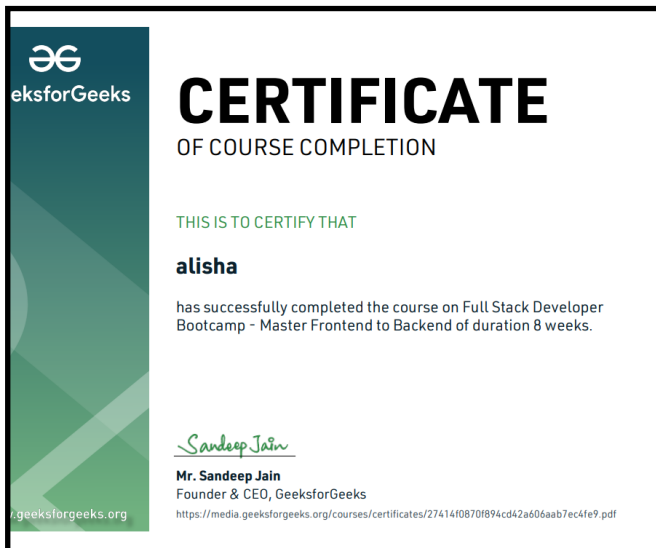 eksforGeeks
CERTIFICATE
OF COURSE COMPLETION
THIS IS TO CERTIFY THAT
alisha
has successfully completed the course on Full Stack Developer
Bootcamp - Master Frontend to Backend of duration 8 weeks.
Sandeep Jain
Mr. Sandeep Jain
Founder & CEO, GeeksforGeeks
.geeksforgeeks.org
https://media.geeksforgeeks.org/courses/certificates/27414f0870f894cd42a606aab7ec4fe9.pdf